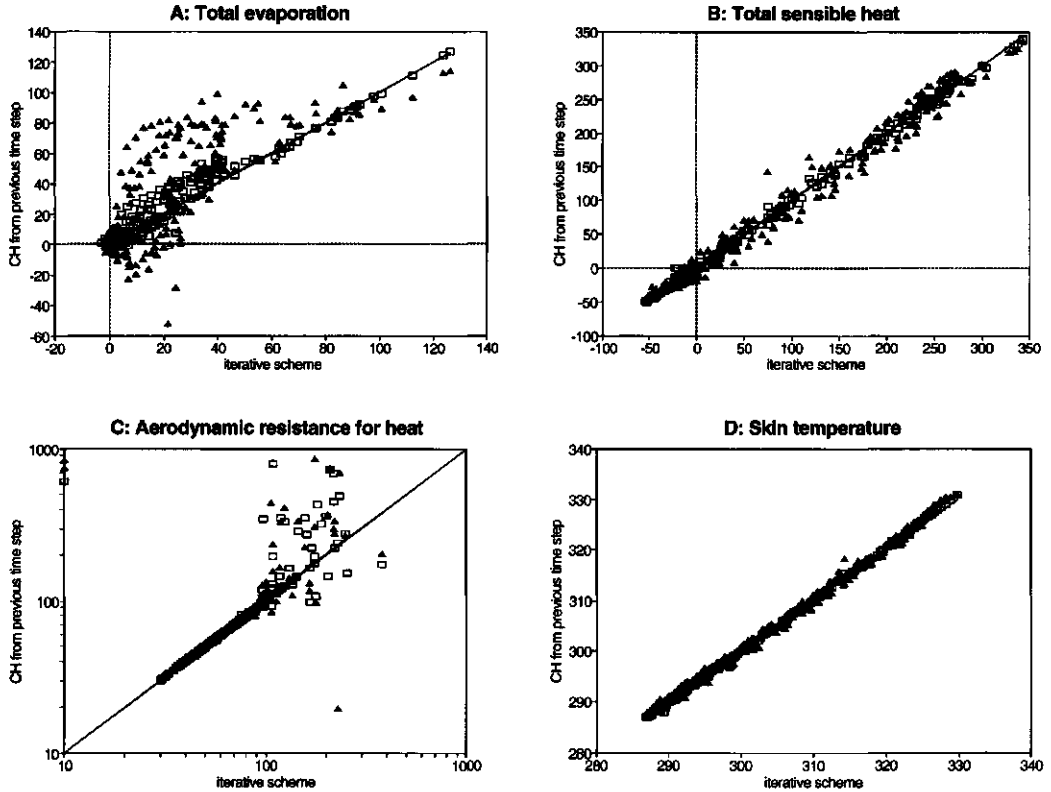 A: Total evaporation
140
120
100
80
60
40
20
0
-20
-40
-60
CH from previous time step
-20 0 20 40 60 80 100 120 140
iterative scheme
B: Total sensible heat
350
300
250
200
150
100
50
0
-50
-100
CH from previous time step
-100 -50 0 50 100 150 200 250 300 350
iterative scheme
C: Aerodynamic resistance for heat
1000
100
10
CH from previous time step
10 100 1000
iterative scheme
D: Skin temperature
340
330
320
310
300
290
280
CH from previous time step
280 290 300 310 320 330 340
iterative scheme